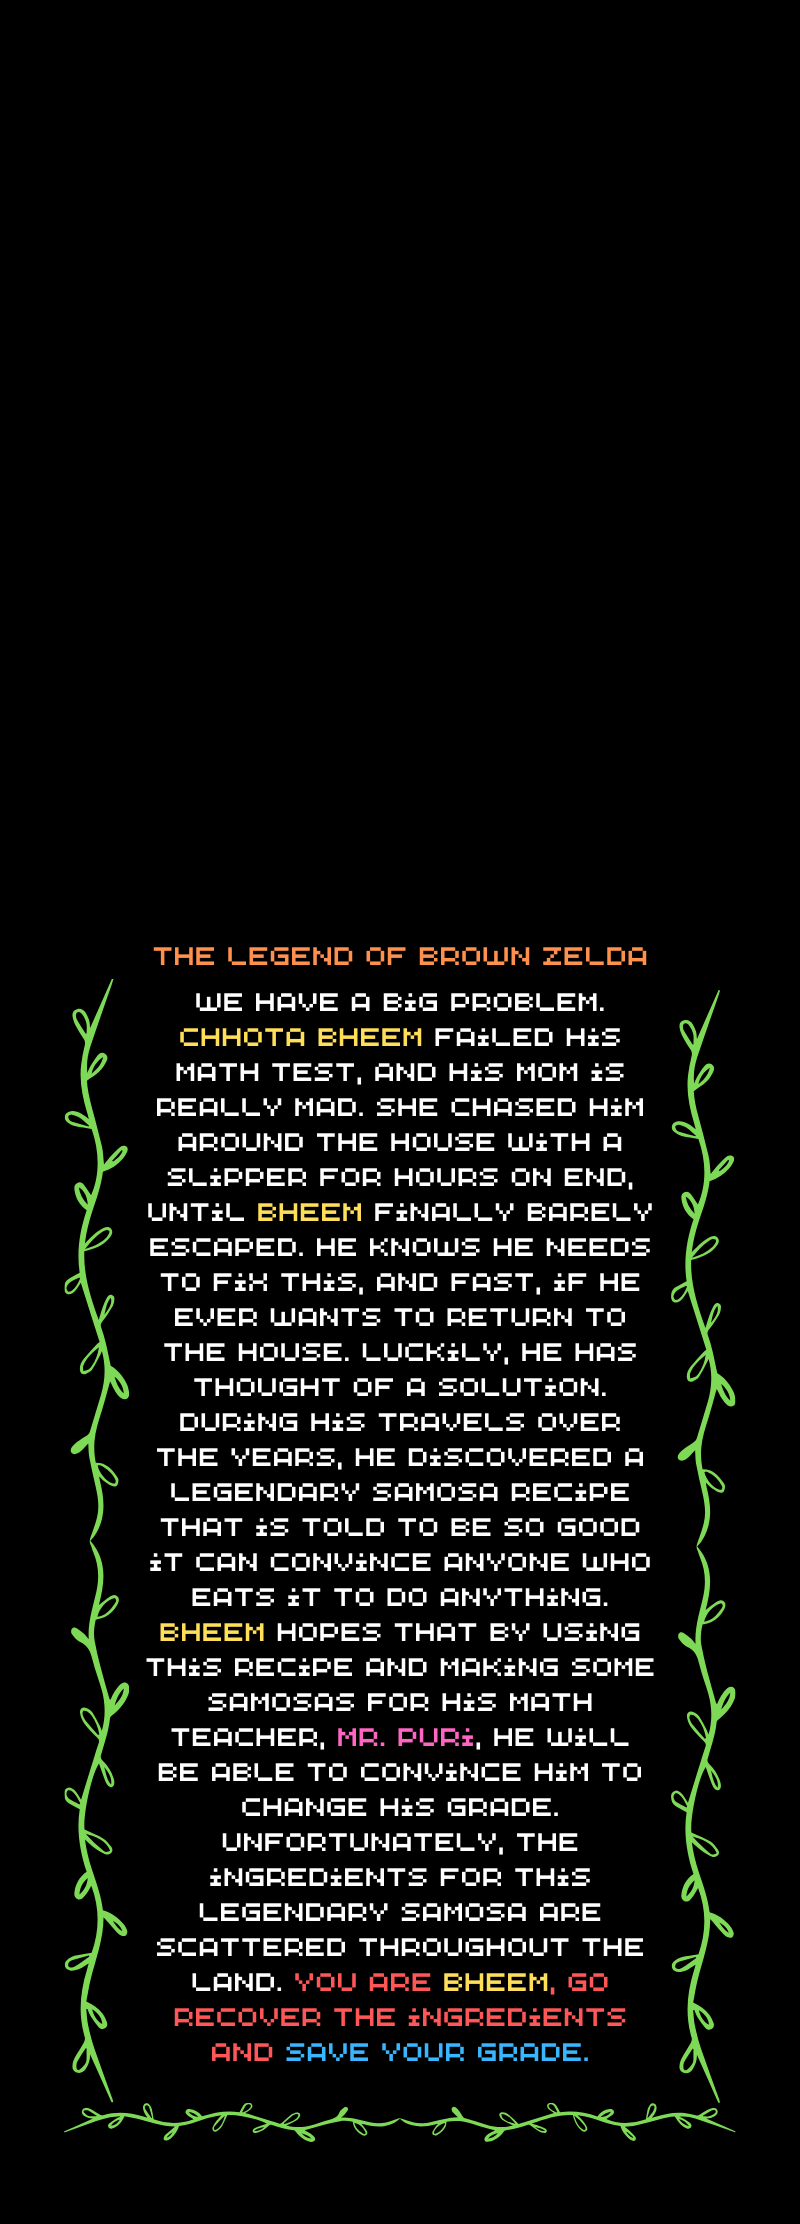 THE LEGEND OF BROWN ZELDA
WE HAVE A BiG PROBLEM.
CHHOTA BHEEM FAiLED HiS
MATH TEST, AND HiS MOM iS
REALLY MAD. SHE CHASED HiM
AROUND THE HOUSE WiTH A
SLiPPER FOR HOURS ON END,
UNTiL BHEEM FiNALLY BARELY
ESCAPED. HE KNOWS HE NEEDS
TO FiX THiS, AND FAST, iF HE
EVER WANTS TO RETURN TO
THE HOUSE. LUCKiLY, HE HAS
THOUGHT OF A SOLUTiON.
DURiNG HiS TRAVELS OVER
THE YEARS, HE DiSCOVERED A
LEGENDARY SAMOSA RECiPE
THAT iS TOLD TO BE SO GOOD
iT CAN CONViNCE ANYONE WHO
EATS iT TO DO ANYTHiNG.
BHEEM HOPES THAT BY USiNG
THiS RECiPE AND MAKiNG SOME
SAMOSAS FOR HiS MATH
TEACHER, MR. PURi, HE WiLL
BE ABLE TO CONViNCE HiM TO
CHANGE HiS GRADE.
UNFORTUNATELY, THE
iNGREDiENTS FOR THiS
LEGENDARY SAMOSA ARE
SCATTERED THROUGHOUT THE
LAND. YOU ARE BHEEM, GO
RECOVER THE iNGREDiENTS
AND SAVE YOUR GRADE.